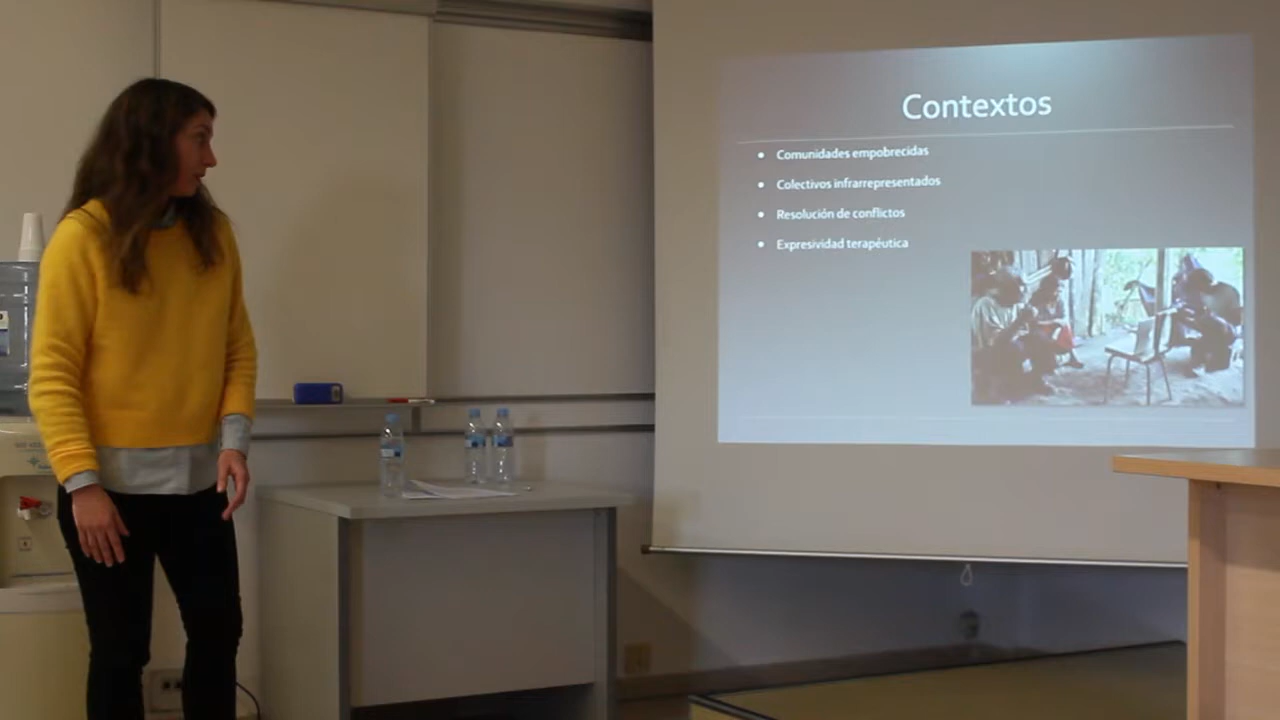 Contextos
Comunidades empobrecidas
Colectivos infrarrepresentados
Resolución de conflictos
Expresividad terapéutica